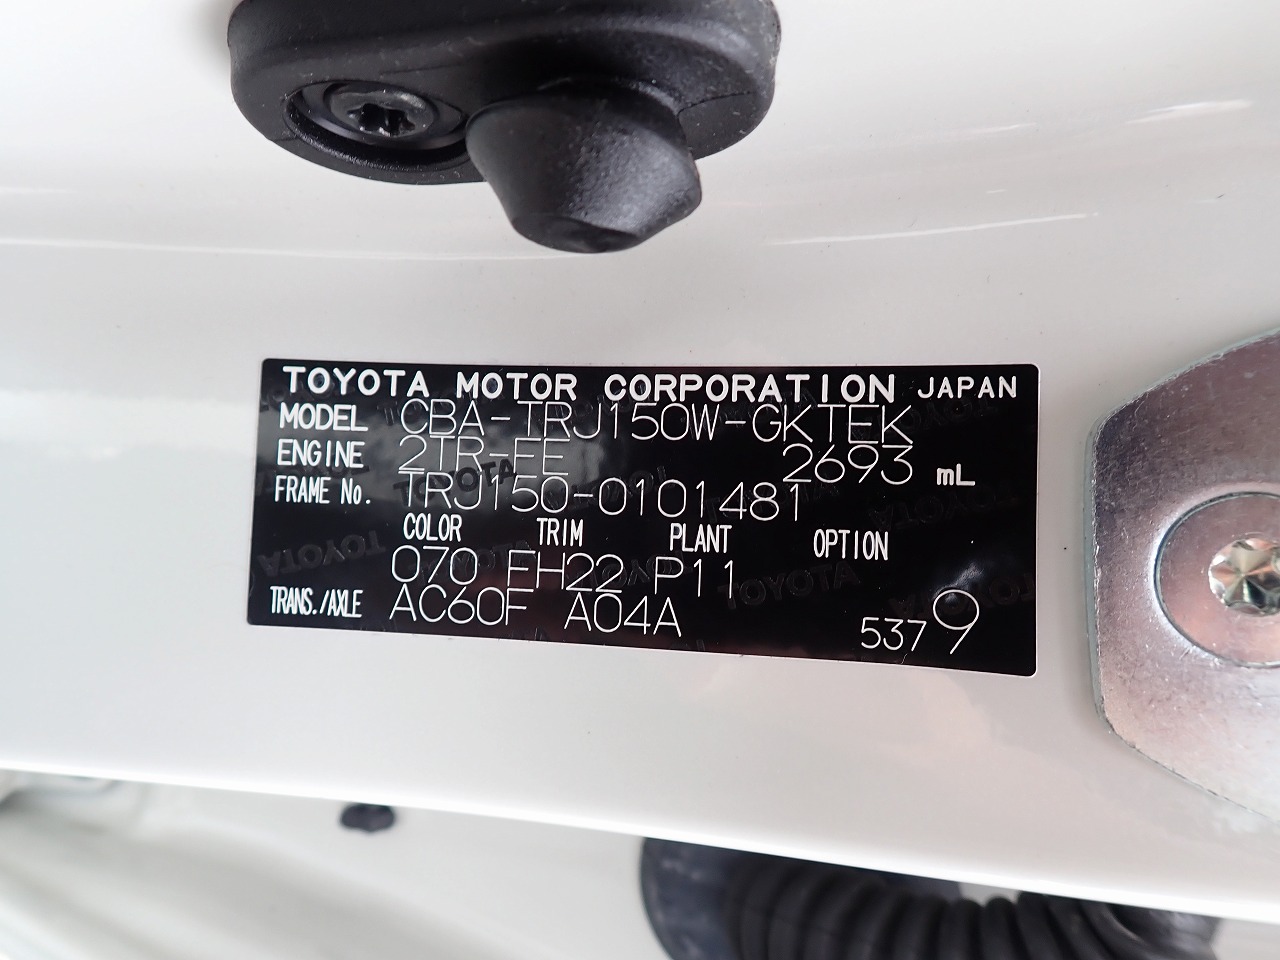 TOYOTA MOTOR CORPORATION JAPAN
MODEL CBA-TRJ150W-GKTEK
ENGINE 2TR-FE 2693 mL
FRAME No. TRJ150-0101481
COLOR TRIM PLANT OPTION
070 FH22 P11
TRANS./AXLE AC60F A04A
5379